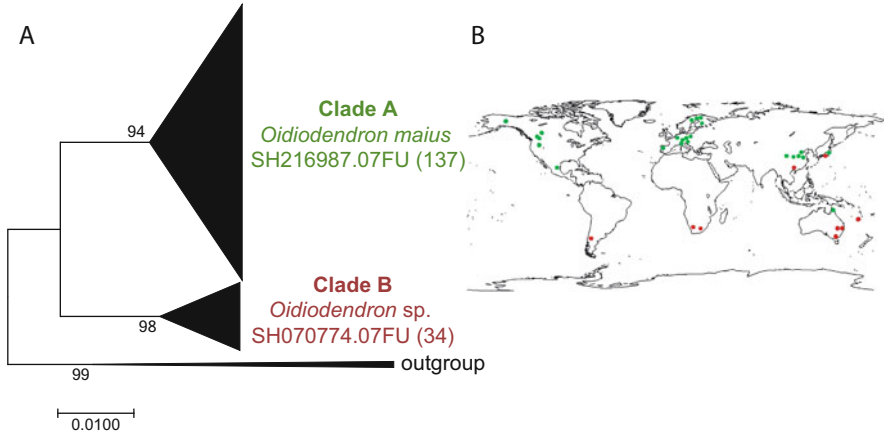 A
B
94
Clade A
Oidiodendron maius
SH216987.07FU (137)
Clade B
Oidiodendron sp.
SH070774.07FU (34)
98
outgroup
99
0.0100